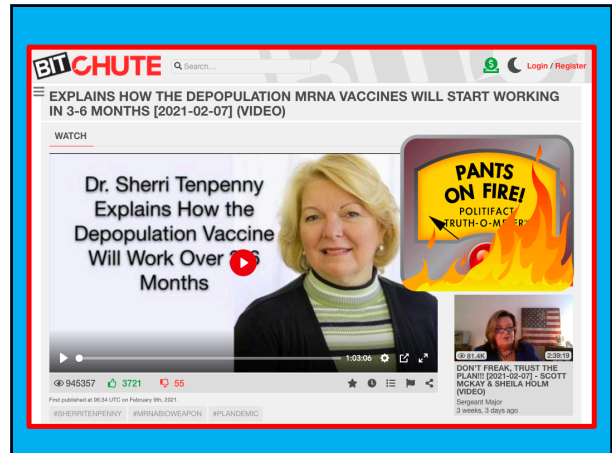 BITCHUTE
Search...
Login / Register
EXPLAINS HOW THE DEPOPULATION MRNA VACCINES WILL START WORKING
IN 3-6 MONTHS [2021-02-07] (VIDEO)
WATCH
Dr. Sherri Tenpenny
Explains How the
Depopulation Vaccine
Will Work Over 6
Months
1:03:06
PANTS
ON FIRE!
POLITIFACT
TRUTH-O-METER™
81.4K
2:39:19
DON'T FREAK, TRUST THE
PLAN!!! [2021-02-07] - SCOTT
MCKAY & SHEILA HOLM
(VIDEO)
Sergeant Major
3 weeks, 3 days ago
945357 3721 55
First published at 06:34 UTC on February 9th, 2021.
#SHERRITENPENNY #MRNABIOWEAPON #PLANDEMIC